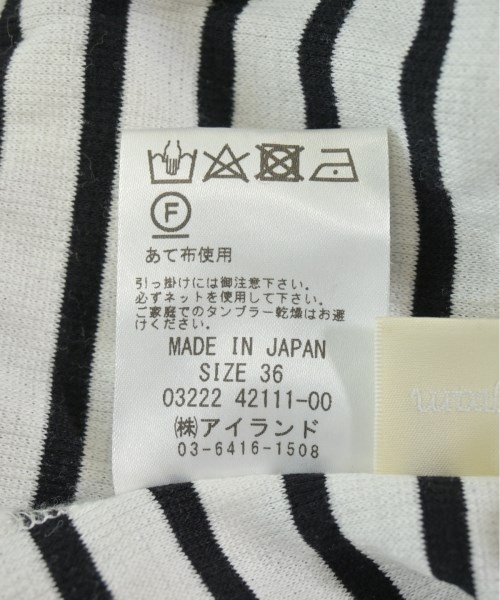 F
あて布使用
引っ掛けには御注意下さい。
必ずネットを使用して下さい。
ご家庭でのタンブラー乾燥はお避
けください。
MADE IN JAPAN
SIZE 36
03222 42111-00
㈱アイランド
03-6416-1508